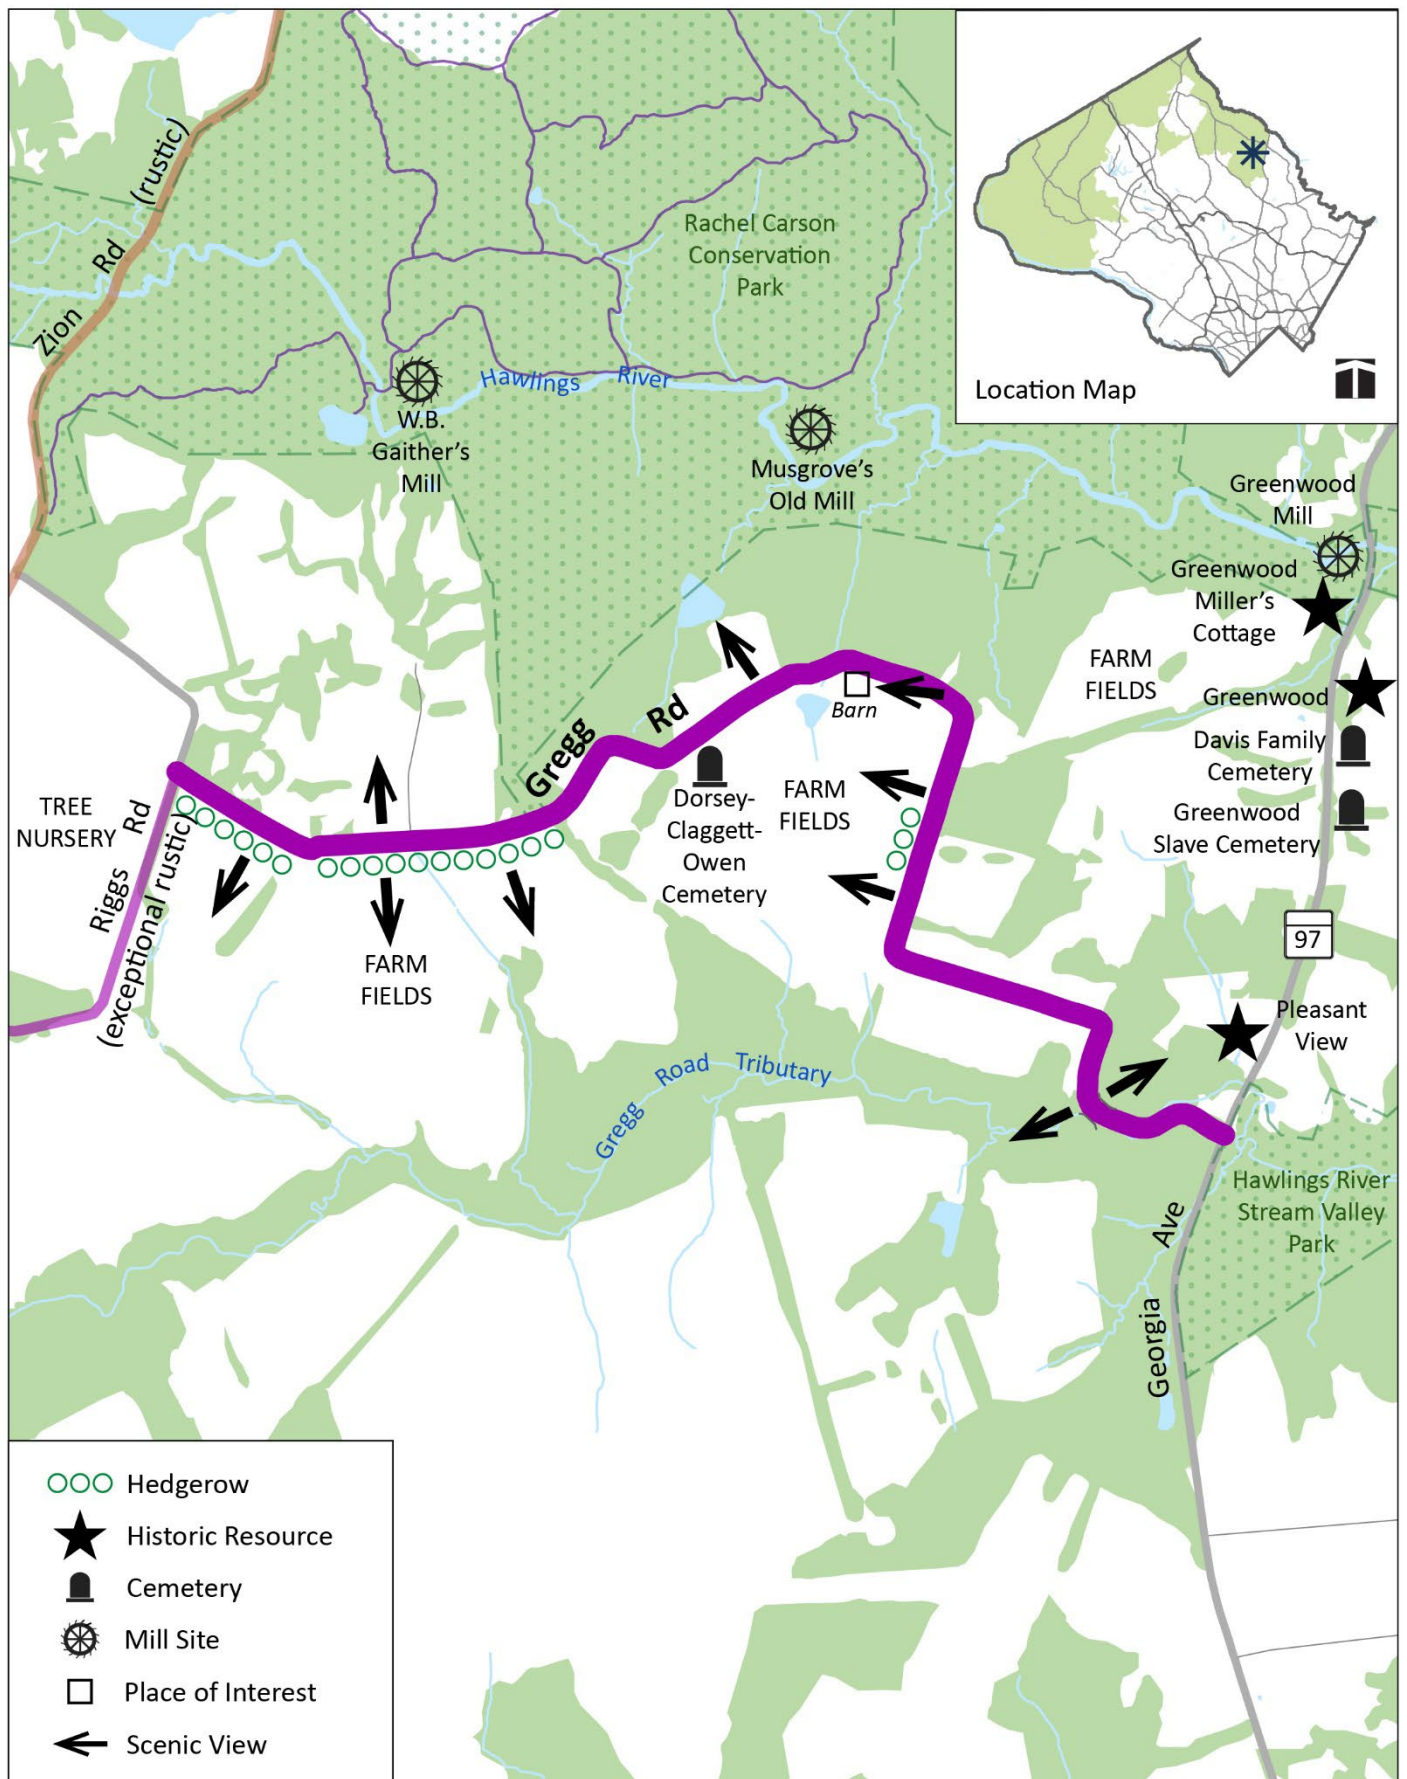 Location Map
Zion Rd (rustic)
Rachel Carson
Conservation
Park
Hawlings River
W.B.
Gaither's
Mill
Musgrove's
Old Mill
Greenwood
Mill
Greenwood
Miller's
Cottage
FARM
FIELDS
Greenwood
Davis Family
Cemetery
Greenwood
Slave Cemetery
97
Pleasant
View
Gregg Rd
Barn
FARM
FIELDS
Dorsey-
Claggett-
Owen
Cemetery
TREE
NURSERY
Riggs Rd
(exceptional rustic)
FARM
FIELDS
Gregg Road Tributary
Hawlings River
Stream Valley
Park
Georgia Ave
Hedgerow
Historic Resource
Cemetery
Mill Site
Place of Interest
Scenic View